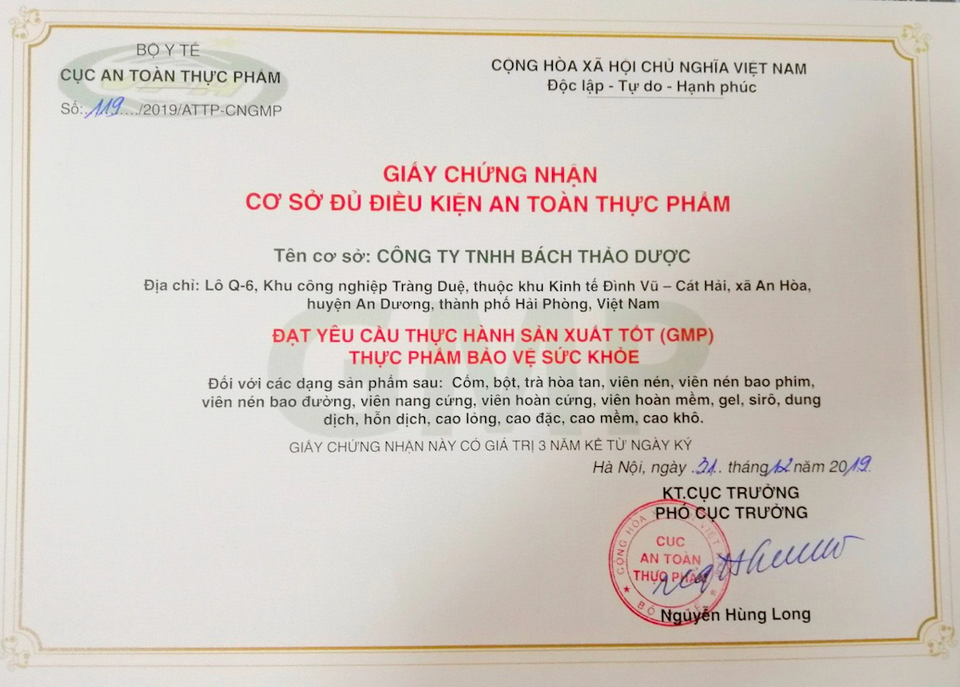 BỘ Y TẾ
CỤC AN TOÀN THỰC PHẨM
Số: 119 /2019/ATTP-CNGMP
CỘNG HÒA XÃ HỘI CHỦ NGHĨA VIỆT NAM
Độc lập - Tự do - Hạnh phúc
GIẤY CHỨNG NHẬN
CƠ SỞ ĐỦ ĐIỀU KIỆN AN TOÀN THỰC PHẨM
Tên cơ sở: CÔNG TY TNHH BÁCH THẢO DƯỢC
Địa chỉ: Lô Q-6, Khu công nghiệp Tràng Duệ, thuộc khu Kinh tế Đình Vũ – Cát Hải, xã An Hòa,
huyện An Dương, thành phố Hải Phòng, Việt Nam
GMP
ĐẠT YÊU CẦU THỰC HÀNH SẢN XUẤT TỐT (GMP)
THỰC PHẨM BẢO VỆ SỨC KHỎE
Đối với các dạng sản phẩm sau: Cốm, bột, trà hòa tan, viên nén, viên nén bao phim,
viên nén bao đường, viên nang cứng, viên hoàn cứng, viên hoàn mềm, gel, sirô, dung
dịch, hỗn dịch, cao lỏng, cao đặc, cao mềm, cao khô.
GIẤY CHỨNG NHẬN NÀY CÓ GIÁ TRỊ 3 NĂM KỂ TỪ NGÀY KÝ
Hà Nội, ngày 31 tháng 12 năm 2019
KT.CỤC TRƯỞNG
PHÓ CỤC TRƯỞNG
CỤC
AN TOÀN
THỰC PHẨM
Nguyễn Hùng Long